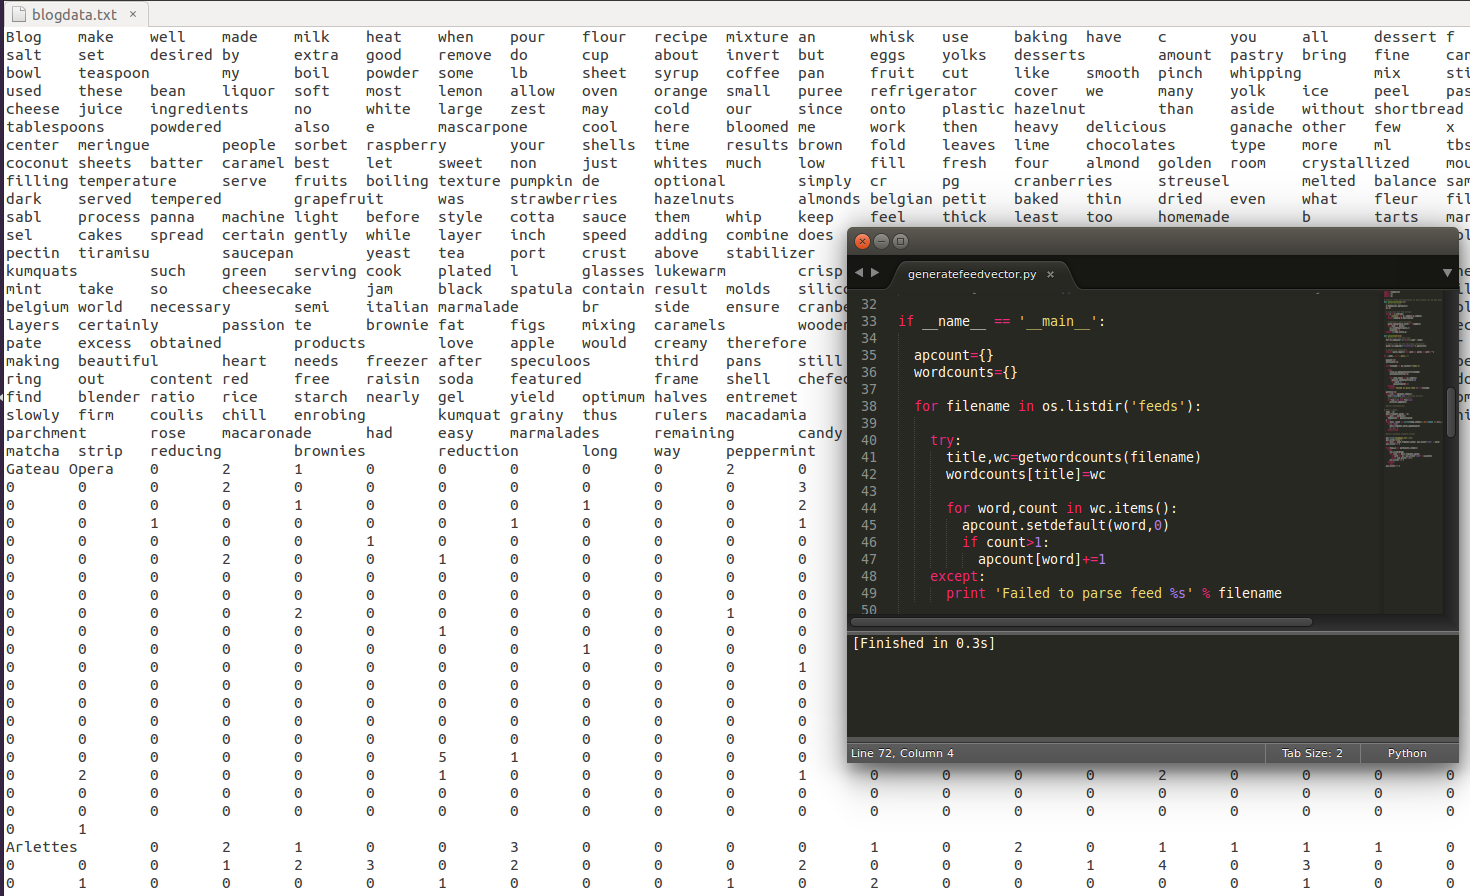 blogdata.txt ×
Blog make well made milk heat when pour flour recipe mixture an whisk use baking have c you all dessert f
salt set desired by extra good remove do cup about invert but eggs yolks desserts amount pastry bring fine can
bowl teaspoon my boil powder some lb sheet syrup coffee pan fruit cut like smooth pinch whipping mix sti
used these bean liquor soft most lemon allow oven orange small puree refrigerator cover we many yolk ice peel pas
cheese juice ingredients no white large zest may cold our since onto plastic hazelnut than aside without shortbread
tablespoons powdered also e mascarpone cool here bloomed me work then heavy delicious ganache other few x
center meringue people sorbet raspberry your shells time results brown fold leaves lime chocolates type more ml tbs
coconut sheets batter caramel best let sweet non just whites much low fill fresh four almond golden room crystallized mou
filling temperature serve fruits boiling texture pumpkin de optional simply cr pg cranberries streusel melted balance sam
dark served tempered grapefruit was strawberries hazelnuts almonds belgian petit baked thin dried even what fleur fil
sabl process panna machine light before style cotta sauce them whip keep feel thick least too homemade b tarts mar
sel cakes spread certain gently while layer inch speed adding combine does
pectin tiramisu saucepan yeast tea port crust above stabilizer
kumquats such green serving cook plated l glasses lukewarm crisp
mint take so cheesecake jam black spatula contain result molds silico
belgium world necessary semi italian marmalade br side ensure cranbe
layers certainly passion te brownie fat figs mixing caramels wooden
pate excess obtained products love apple would creamy therefore
making beautiful heart needs freezer after speculoos third pans still
ring out content red free raisin soda featured frame shell chefec
find blender ratio rice starch nearly gel yield optimum halves entremet
slowly firm coulis chill enrobing kumquat grainy thus rulers macadamia
parchment rose macaronade had easy marmalades remaining candy
matcha strip reducing brownies reduction long way peppermint
Gateau Opera 0 2 1 0 0 0 0 0 2 0
0 0 0 2 0 0 0 0 0 0 0 3
0 0 0 0 1 0 0 0 1 0 0 2
0 0 1 0 0 0 0 1 0 0 0 1
0 0 0 0 0 1 0 0 0 0 0 0
0 0 0 2 0 0 1 0 0 0 0 0
0 0 0 0 0 0 0 0 0 0 0 0
0 0 0 0 0 0 0 0 0 0 0 0
0 0 0 0 2 0 0 0 0 0 1 0
0 0 0 0 0 0 1 0 0 0 0 0
0 0 0 0 0 0 0 0 1 0 0 0
0 0 0 0 0 0 0 0 0 0 0 1
0 0 0 0 0 0 0 0 0 0 0 0
0 0 0 0 0 0 0 0 0 0 0 0
0 0 0 0 0 0 0 0 0 0 0 0
0 0 0 0 0 0 0 0 0 0 0 0
0 0 0 0 0 0 5 1 0 0 0 0
0 2 0 0 0 0 1 0 0 0 0 1 0 0 0 0 2 0 0 0 0
0 0 0 0 0 0 0 0 0 0 0 0 0 0 0 0 0 0 0 0 0
0 0 0 0 0 0 0 0 0 0 0 0 0 0 0 0 0 0 0 0 0
0 1
Arlettes 0 2 1 0 0 3 0 0 0 0 1 0 2 0 1 1 1 1 0
0 0 0 1 2 3 0 2 0 0 0 2 0 0 0 1 4 0 3 0 0
0 1 0 0 0 0 1 0 0 0 1 0 2 0 0 0 0 0 1 0 0
generatefeedvector.py ×
32
33 if __name__ == '__main__':
34
35 apcount={}
36 wordcounts={}
37
38 for filename in os.listdir('feeds'):
39
40 try:
41 title,wc=getwordcounts(filename)
42 wordcounts[title]=wc
43
44 for word,count in wc.items():
45 apcount.setdefault(word,0)
46 if count>1:
47 apcount[word]+=1
48 except:
49 print 'Failed to parse feed %s' % filename
50
[Finished in 0.3s]
Line 72, Column 4 Tab Size: 2 Python